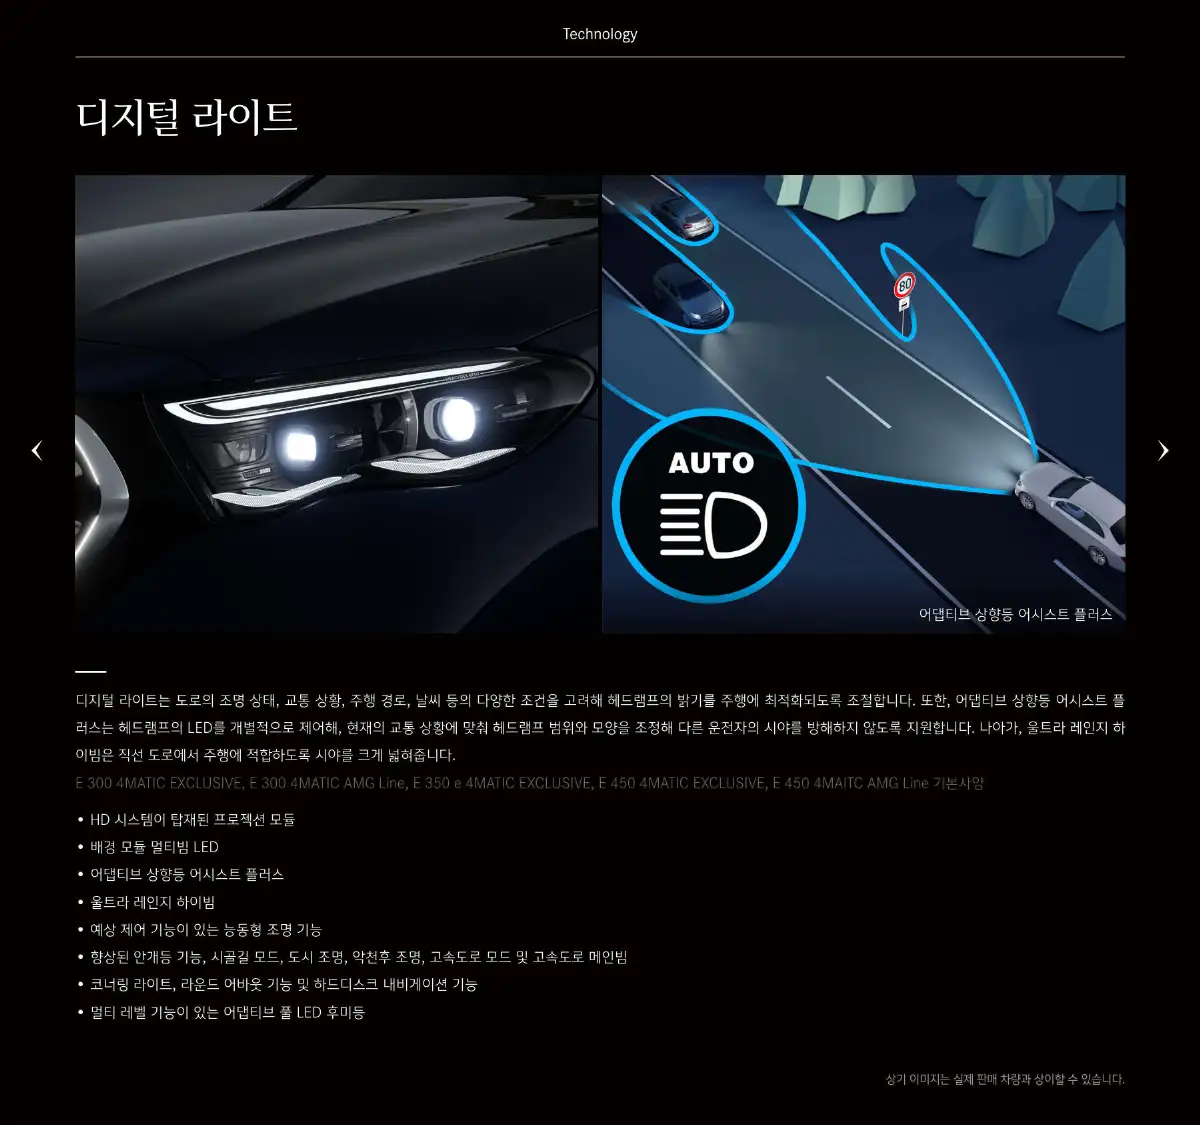 Technology
디지털 라이트
80
AUTO
어댑티브 상향등 어시스트 플러스
디지털 라이트는 도로의 조명 상태, 교통 상황, 주행 경로, 날씨 등의 다양한 조건을 고려해 헤드램프의 밝기를 주행에 최적화되도록 조절합니다. 또한, 어댑티브 상향등 어시스트 플
러스는 헤드램프의 LED를 개별적으로 제어해, 현재의 교통 상황에 맞춰 헤드램프 범위와 모양을 조정해 다른 운전자의 시야를 방해하지 않도록 지원합니다. 나아가, 울트라 레인지 하
이빔은 직선 도로에서 주행에 적합하도록 시야를 크게 넓혀줍니다.
E 300 4MATIC EXCLUSIVE, E 300 4MATIC AMG Line, E 350 e 4MATIC EXCLUSIVE, E 450 4MATIC EXCLUSIVE, E 450 4MAITC AMG Line 기본사양
• HD 시스템이 탑재된 프로젝션 모듈
• 배경 모듈 멀티빔 LED
• 어댑티브 상향등 어시스트 플러스
• 울트라 레인지 하이빔
• 예상 제어 기능이 있는 능동형 조명 기능
• 향상된 안개등 기능, 시골길 모드, 도시 조명, 악천후 조명, 고속도로 모드 및 고속도로 메인빔
• 코너링 라이트, 라운드 어바웃 기능 및 하드디스크 내비게이션 기능
• 멀티 레벨 기능이 있는 어댑티브 풀 LED 후미등
상기 이미지는 실제 판매 차량과 상이할 수 있습니다.